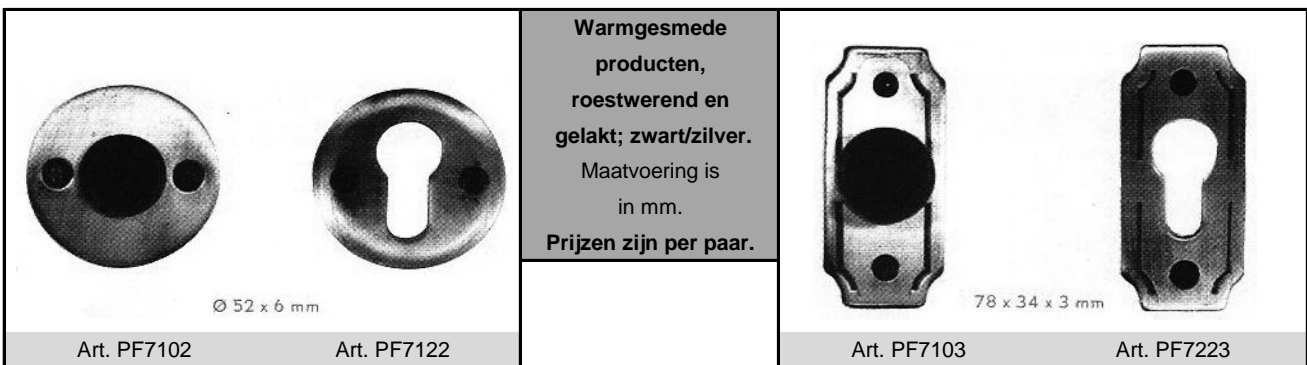 Warmgesmede
producten,
roestwerend en
gelakt; zwart/zilver.
Maatvoering is
in mm.
Prijzen zijn per paar.
Ø 52 x 6 mm
78 x 34 x 3 mm
Art. PF7102
Art. PF7122
Art. PF7103
Art. PF7223